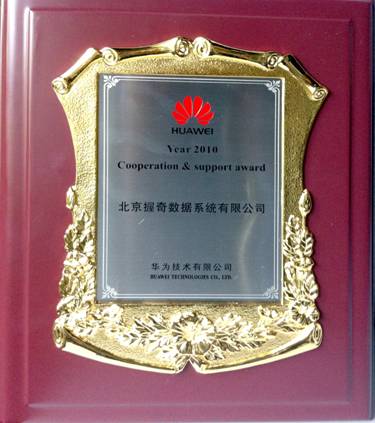 HUAWEI
Year 2010
Cooperation & support award
北京握奇数据系统有限公司
华为技术有限公司
HUAWEI TECHNOLOGIES CO., LTD.